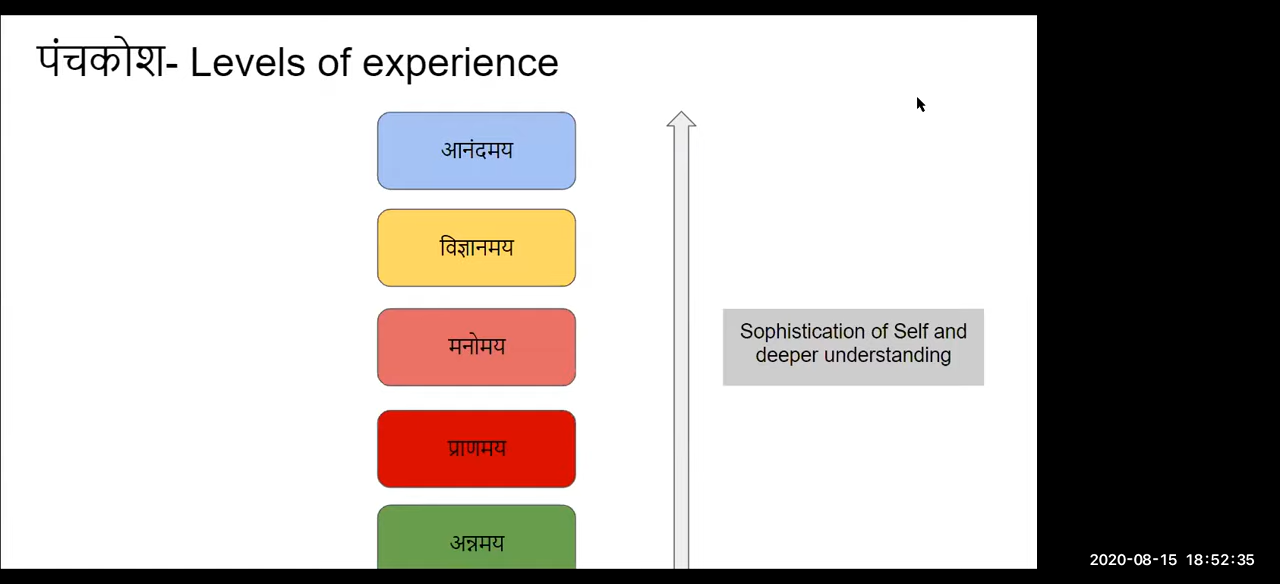 पंचकोश- Levels of experience
आनंदमय
विज्ञानमय
मनोमय
Sophistication of Self and
deeper understanding
प्राणमय
अन्नमय
2020-08-15 18:52:35